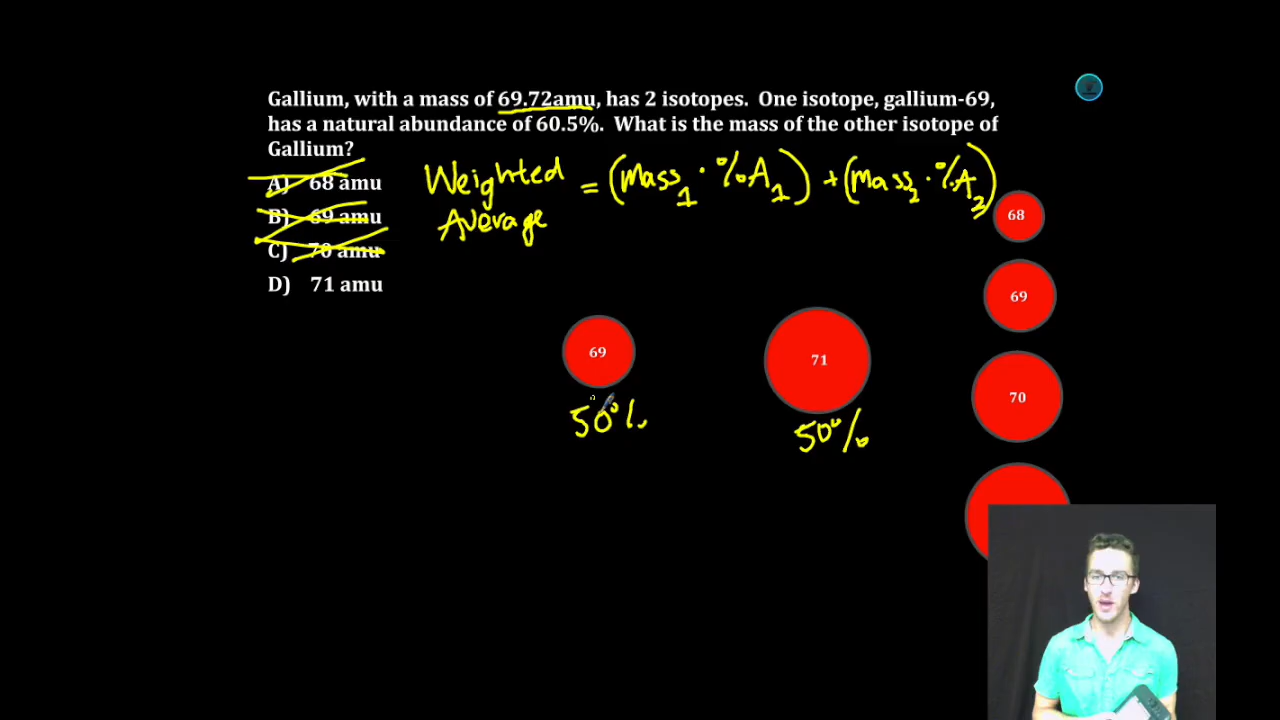 Gallium, with a mass of 69.72amu, has 2 isotopes. One isotope, gallium-69,
has a natural abundance of 60.5%. What is the mass of the other isotope of
Gallium?
A) 68 amu
B) 69 amu
C) 70 amu
D) 71 amu
Weighted Average = (Mass₁ · %A₁) + (Mass₂ · %A₂)
68
69
70
69
71
50%
50%